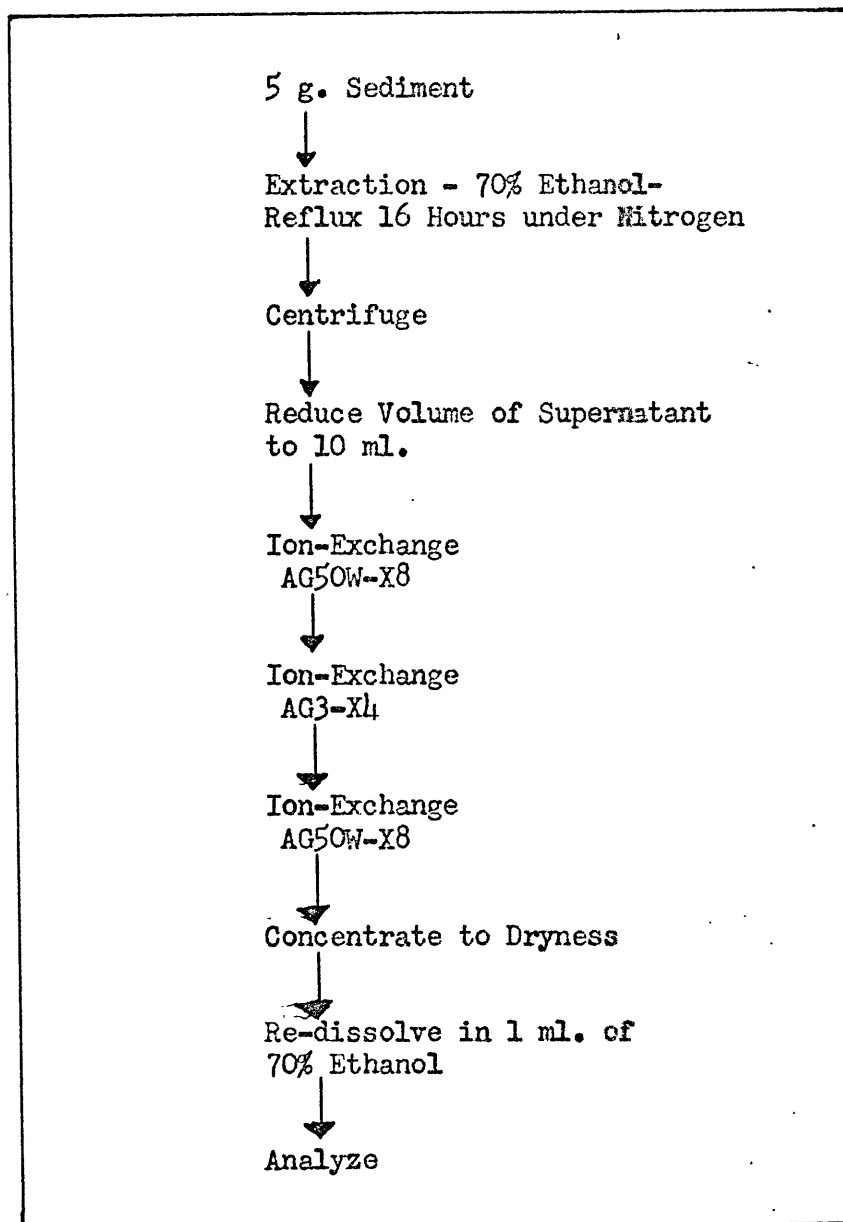 5 g. Sediment
Extraction - 70% Ethanol-
Reflux 16 Hours under Nitrogen
Centrifuge
Reduce Volume of Supernatant
to 10 ml.
Ion-Exchange
AG50W-X8
Ion-Exchange
AG3-X4
Ion-Exchange
AG50W-X8
Concentrate to Dryness
Re-dissolve in 1 ml. of
70% Ethanol
Analyze